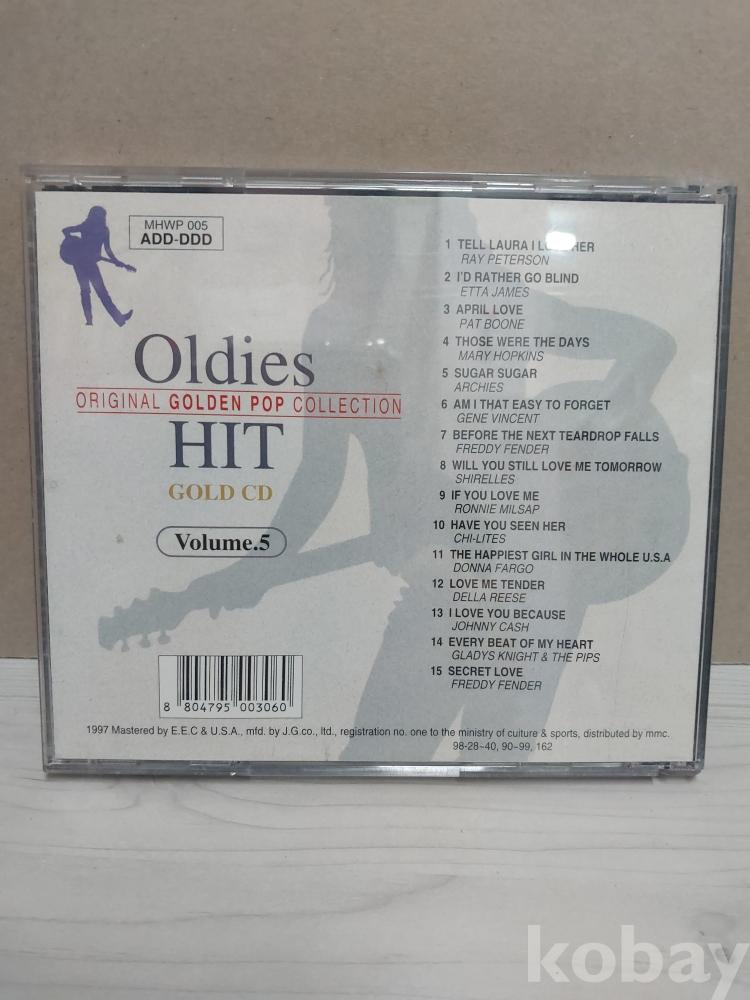 MHWP 005
ADD-DDD
Oldies
ORIGINAL GOLDEN POP COLLECTION
HIT
GOLD CD
Volume.5
1 TELL LAURA I HER
RAY PETERSON
2 I'D RATHER GO BLIND
ETTA JAMES
3 APRIL LOVE
PAT BOONE
4 THOSE WERE THE DAYS
MARY HOPKINS
5 SUGAR SUGAR
ARCHIES
6 AM I THAT EASY TO FORGET
GENE VINCENT
7 BEFORE THE NEXT TEARDROP FALLS
FREDDY FENDER
8 WILL YOU STILL LOVE ME TOMORROW
SHIRELLES
9 IF YOU LOVE ME
RONNIE MILSAP
10 HAVE YOU SEEN HER
CHI-LITES
11 THE HAPPIEST GIRL IN THE WHOLE U.S.A
DONNA FARGO
12 LOVE ME TENDER
DELLA REESE
13 I LOVE YOU BECAUSE
JOHNNY CASH
14 EVERY BEAT OF MY HEART
GLADYS KNIGHT & THE PIPS
15 SECRET LOVE
FREDDY FENDER
8 804795 003060
1997 Mastered by E.E.C & U.S.A., mfd. by J.G.co., ltd., registration no. one to the ministry of culture & sports, distributed by mmc.
98-28~40, 90~99, 162
kobay